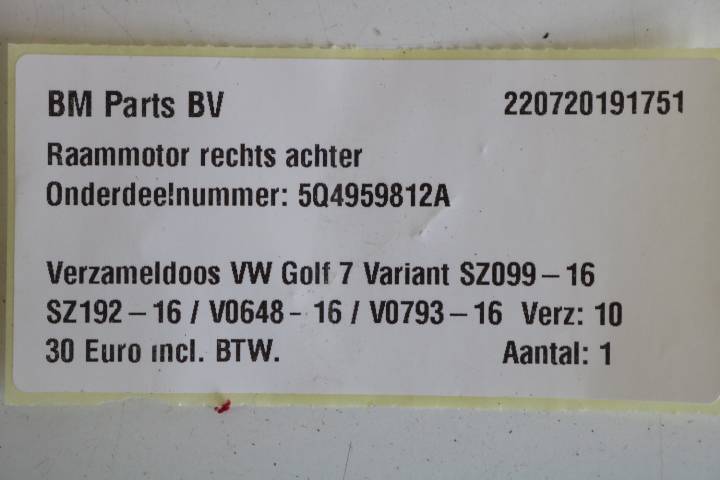 BM Parts BV 220720191751
Raammotor rechts achter
Onderdeelnummer: 5Q4959812A
Verzameldoos VW Golf 7 Variant SZ099-16
SZ192-16 / V0648-16 / V0793-16 Verz: 10
30 Euro incl. BTW. Aantal: 1